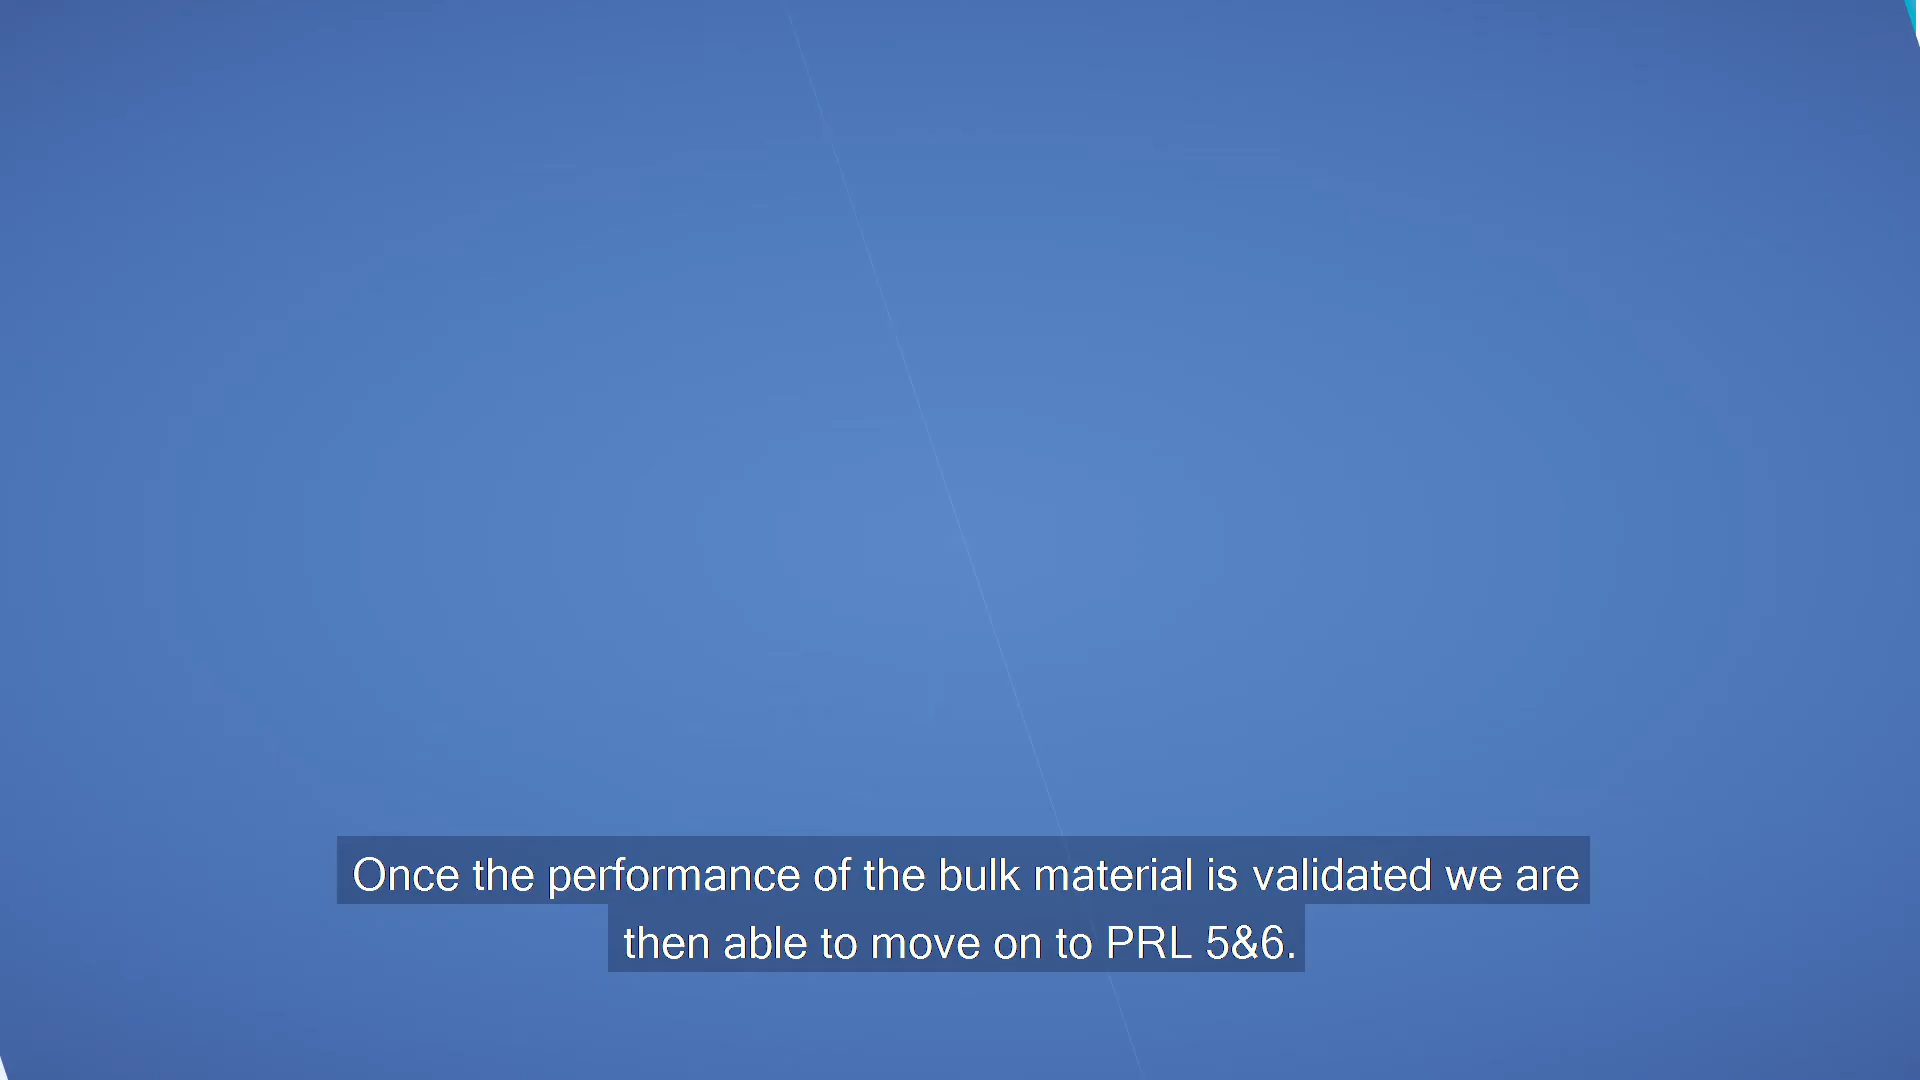 Once the performance of the bulk material is validated we are
then able to move on to PRL 5&6.